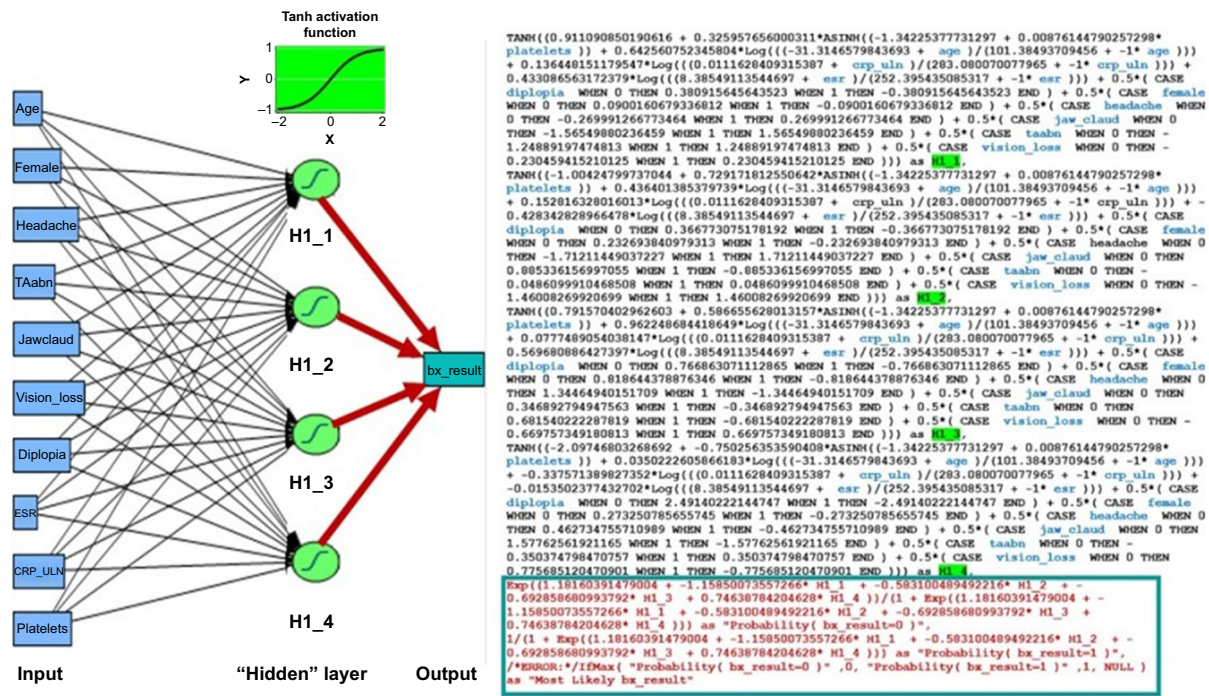 Tanh activation
function
1
0
−1
Y
−2
0
2
X
Age
Female
Headache
TAabn
Jawclaud
Vision_loss
Diplopia
ESR
CRP_ULN
Platelets
H1_1
H1_2
H1_3
H1_4
bx_result
Input
“Hidden” layer
Output
TANH((0.911090850190616 + 0.325957656000311*ASINH((-1.34225377731297 + 0.00876144790257298*
platelets )) + 0.642560752345804*Log(((-31.3146579843693 + age )/(101.38493709456 + -1* age )))
+ 0.136448151179547*Log(((0.0111628409315387 + crp_uln )/(283.080070077965 + -1* crp_uln ))) +
0.433086563172379*Log(((8.38549113544697 + esr )/(252.395435085317 + -1* esr ))) + 0.5*( CASE
diplopia WHEN 0 THEN 0.380915645643523 WHEN 1 THEN -0.380915645643523 END ) + 0.5*( CASE female
WHEN 0 THEN 0.0900160679336812 WHEN 1 THEN -0.0900160679336812 END ) + 0.5*( CASE headache WHEN
0 THEN -0.269991266773464 WHEN 1 THEN 0.269991266773464 END ) + 0.5*( CASE jaw_claud WHEN 0
THEN -1.56549880236459 WHEN 1 THEN 1.56549880236459 END ) + 0.5*( CASE taabn WHEN 0 THEN -
1.24889197474813 WHEN 1 THEN 1.24889197474813 END ) + 0.5*( CASE vision_loss WHEN 0 THEN -
0.230459415210125 WHEN 1 THEN 0.230459415210125 END ))) as H1_1,
TANH((-1.00424799737044 + 0.729171812550642*ASINH((-1.34225377731297 + 0.00876144790257298*
platelets )) + 0.436401385379739*Log(((-31.3146579843693 + age )/(101.38493709456 + -1* age )))
+ 0.152816328016013*Log(((0.0111628409315387 + crp_uln )/(283.080070077965 + -1* crp_uln ))) + -
0.428342828966478*Log(((8.38549113544697 + esr )/(252.395435085317 + -1* esr ))) + 0.5*( CASE
diplopia WHEN 0 THEN 0.366773075178192 WHEN 1 THEN -0.366773075178192 END ) + 0.5*( CASE female
WHEN 0 THEN 0.232693840979313 WHEN 1 THEN -0.232693840979313 END ) + 0.5*( CASE headache WHEN
0 THEN -1.71211449037227 WHEN 1 THEN 1.71211449037227 END ) + 0.5*( CASE jaw_claud WHEN 0 THEN
0.885336156997055 WHEN 1 THEN -0.885336156997055 END ) + 0.5*( CASE taabn WHEN 0 THEN -
0.0486099910468508 WHEN 1 THEN 0.0486099910468508 END ) + 0.5*( CASE vision_loss WHEN 0 THEN -
1.46008269920699 WHEN 1 THEN 1.46008269920699 END ))) as H1_2,
TANH((0.791570402962603 + 0.586655628013157*ASINH((-1.34225377731297 + 0.00876144790257298*
platelets )) + 0.962248684418649*Log(((-31.3146579843693 + age )/(101.38493709456 + -1* age )))
+ 0.0777489054038147*Log(((0.0111628409315387 + crp_uln )/(283.080070077965 + -1* crp_uln ))) +
0.569680886427397*Log(((8.38549113544697 + esr )/(252.395435085317 + -1* esr ))) + 0.5*( CASE
diplopia WHEN 0 THEN 0.766863071112865 WHEN 1 THEN -0.766863071112865 END ) + 0.5*( CASE female
WHEN 0 THEN 0.818644378876346 WHEN 1 THEN -0.818644378876346 END ) + 0.5*( CASE headache WHEN 0
THEN 1.34464940151709 WHEN 1 THEN -1.34464940151709 END ) + 0.5*( CASE jaw_claud WHEN 0 THEN
0.346892794947563 WHEN 1 THEN -0.346892794947563 END ) + 0.5*( CASE taabn WHEN 0 THEN -
0.681540222287819 WHEN 1 THEN 0.681540222287819 END ) + 0.5*( CASE vision_loss WHEN 0 THEN -
0.669757349180813 WHEN 1 THEN 0.669757349180813 END ))) as H1_3,
TANH((-2.09746803268692 + -0.750256353590408*ASINH((-1.34225377731297 + 0.00876144790257298*
platelets )) + 0.0350222605866183*Log(((-31.3146579843693 + age )/(101.38493709456 + -1* age )))
+ -0.337571389827352*Log(((0.0111628409315387 + crp_uln )/(283.080070077965 + -1* crp_uln )))
+ -0.0153502377432702*Log(((8.38549113544697 + esr )/(252.395435085317 + -1* esr ))) + 0.5*( CASE
diplopia WHEN 0 THEN 2.49140222144747 WHEN 1 THEN -2.49140222144747 END ) + 0.5*( CASE female
WHEN 0 THEN 0.273250785655745 WHEN 1 THEN -0.273250785655745 END ) + 0.5*( CASE headache WHEN 0
THEN 0.462734755710989 WHEN 1 THEN -0.462734755710989 END ) + 0.5*( CASE jaw_claud WHEN 0 THEN
1.57762561921165 WHEN 1 THEN -1.57762561921165 END ) + 0.5*( CASE taabn WHEN 0 THEN -
0.350374798470757 WHEN 1 THEN 0.350374798470757 END ) + 0.5*( CASE vision_loss WHEN 0 THEN
0.775685120470901 WHEN 1 THEN -0.775685120470901 END ))) as H1_4,
Exp((1.18160391479004 + -1.15850073557266* H1_1 + -0.583100489492216* H1_2 + -
0.692858680993792* H1_3 + 0.74638784204628* H1_4 ))/(1 + Exp((1.18160391479004 + -
1.15850073557266* H1_1 + -0.583100489492216* H1_2 + -0.692858680993792* H1_3 +
0.74638784204628* H1_4 ))) as "Probability( bx_result=0 )",
1/(1 + Exp((1.18160391479004 + -1.15850073557266* H1_1 + -0.583100489492216* H1_2 + -
0.692858680993792* H1_3 + 0.74638784204628* H1_4 ))) as "Probability( bx_result=1 )",
/*ERROR:*/IfMax( "Probability( bx_result=0 )" ,0, "Probability( bx_result=1 )" ,1, NULL )
as "Most Likely bx_result"